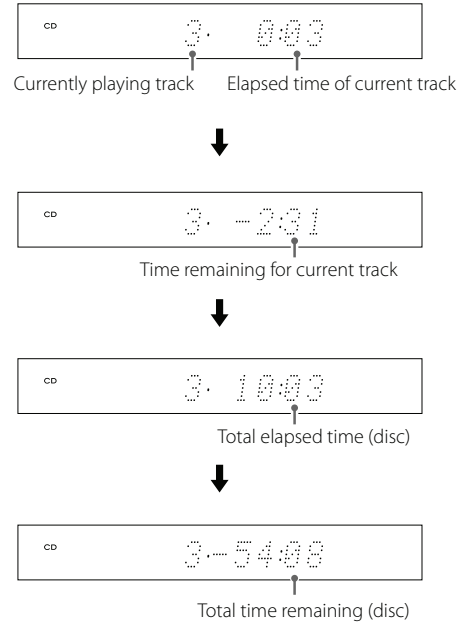 CD 3. 0:03
Currently playing track Elapsed time of current track
CD 3. -2:31
Time remaining for current track
CD 3. 10:03
Total elapsed time (disc)
CD 3.-54:08
Total time remaining (disc)